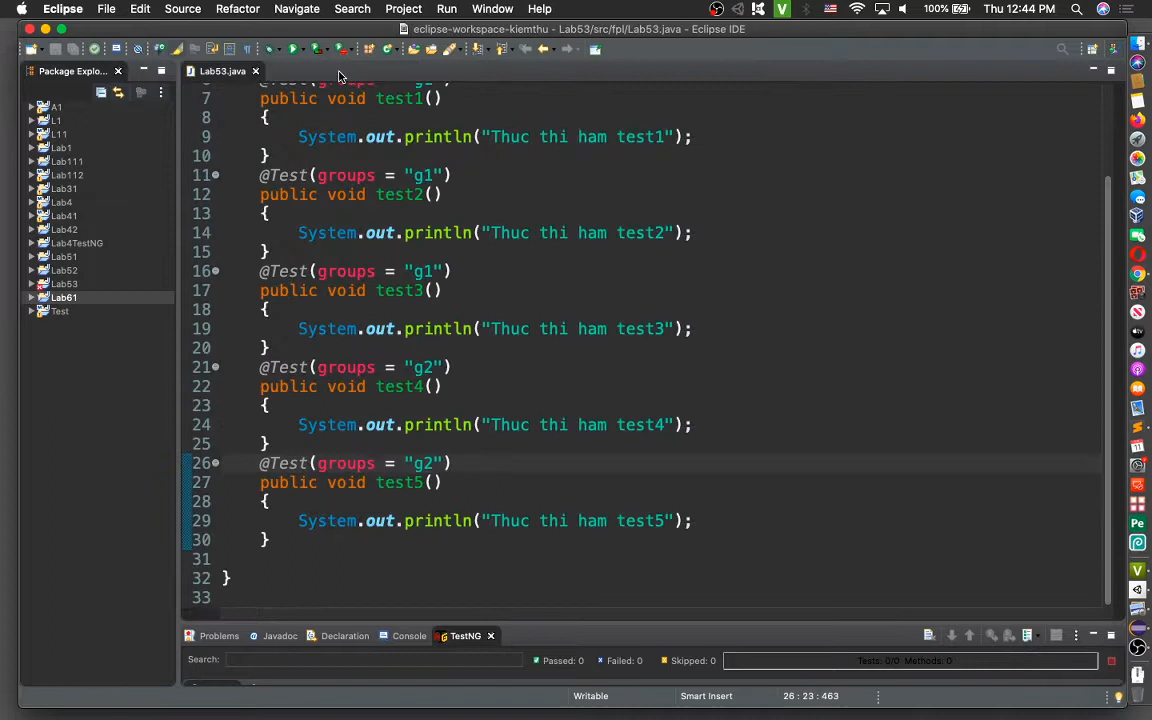 Eclipse File Edit Source Refactor Navigate Search Project Run Window Help 100% Thu 12:44 PM
eclipse-workspace-kiemthu - Lab53/src/fpl/Lab53.java - Eclipse IDE
Package Explo...
Lab53.java
A1
L1
L11
Lab1
Lab111
Lab112
Lab31
Lab4
Lab41
Lab42
Lab4TestNG
Lab51
Lab52
Lab53
Lab61
Test
7 public void test1()
8 {
9 System.out.println("Thuc thi ham test1");
10 }
11 @Test(groups = "g1")
12 public void test2()
13 {
14 System.out.println("Thuc thi ham test2");
15 }
16 @Test(groups = "g1")
17 public void test3()
18 {
19 System.out.println("Thuc thi ham test3");
20 }
21 @Test(groups = "g2")
22 public void test4()
23 {
24 System.out.println("Thuc thi ham test4");
25 }
26 @Test(groups = "g2")
27 public void test5()
28 {
29 System.out.println("Thuc thi ham test5");
30 }
31
32 }
33
Problems Javadoc Declaration Console TestNG
Search: Passed: 0 Failed: 0 Skipped: 0 Tests: 0/0 Methods: 0
Writable Smart Insert 26 : 23 : 463